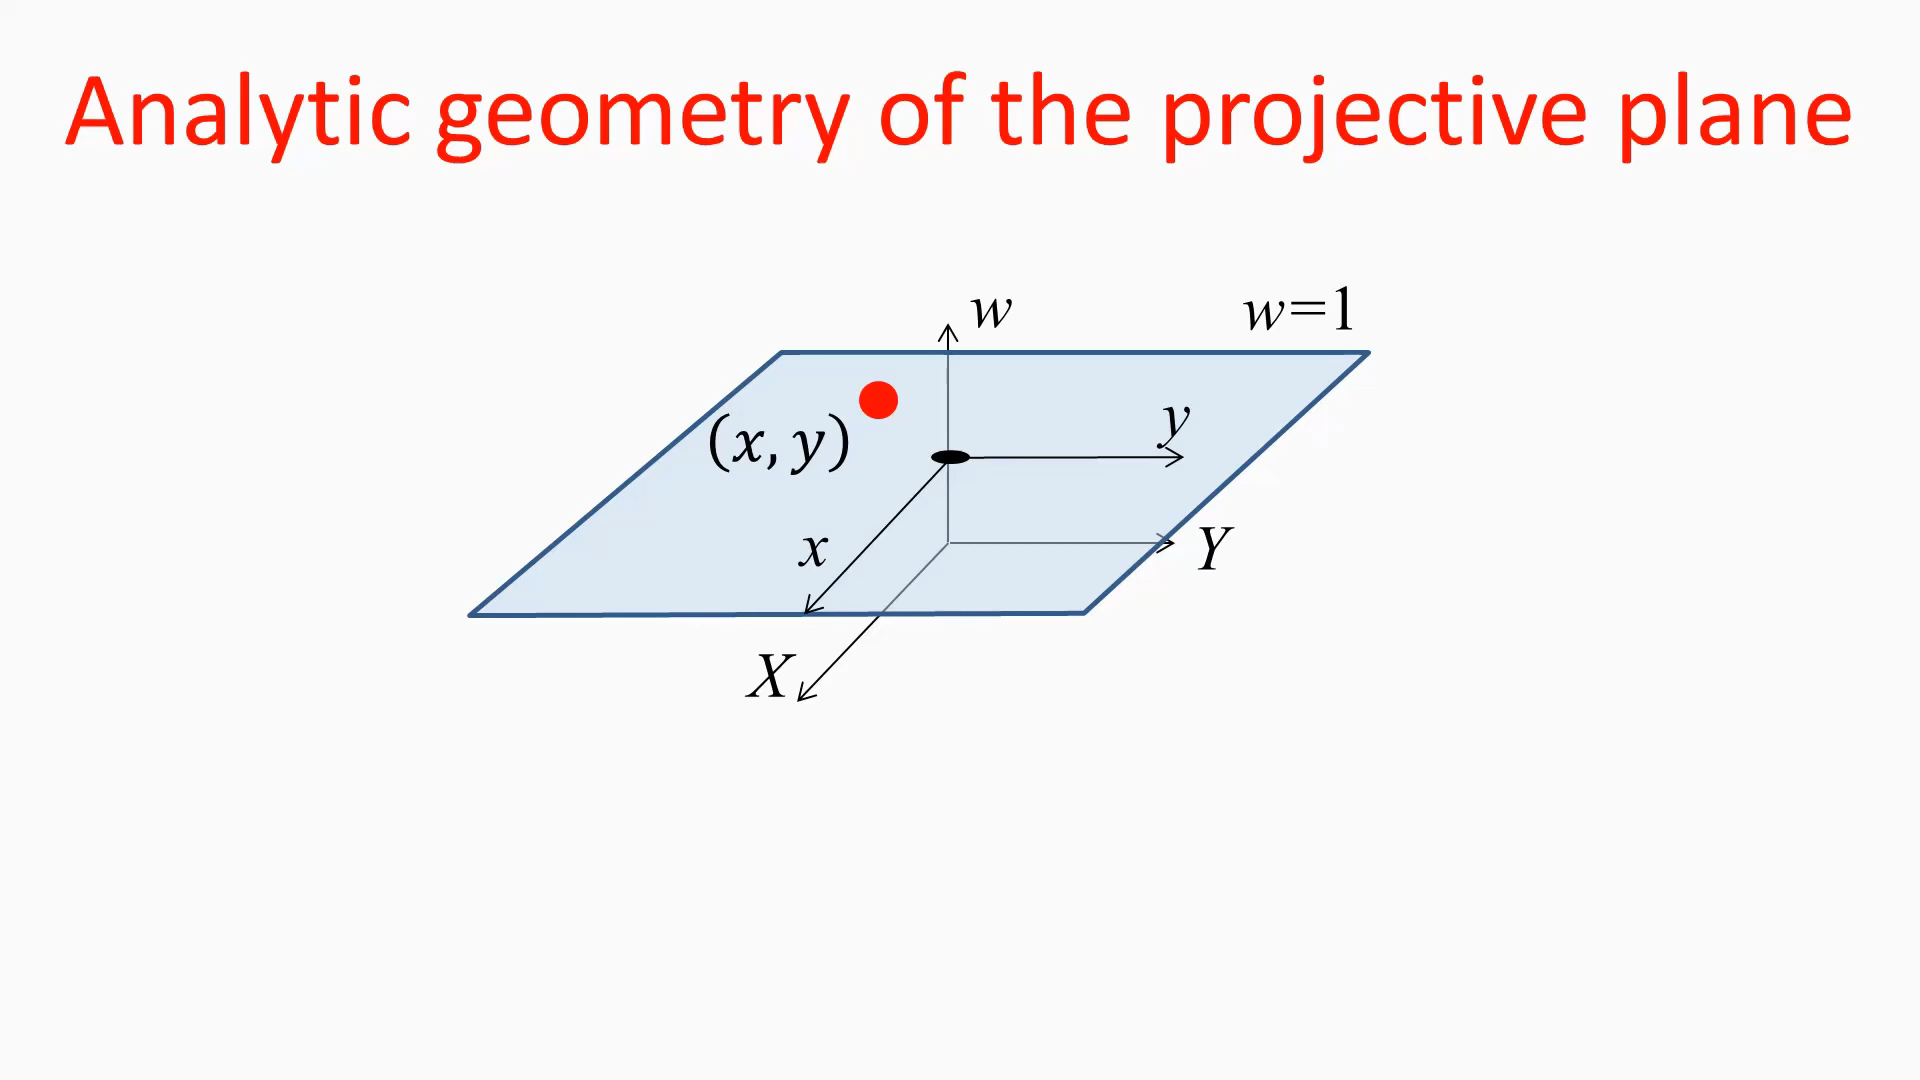 Analytic geometry of the projective plane
w
w=1
y
(x, y)
x
Y
X